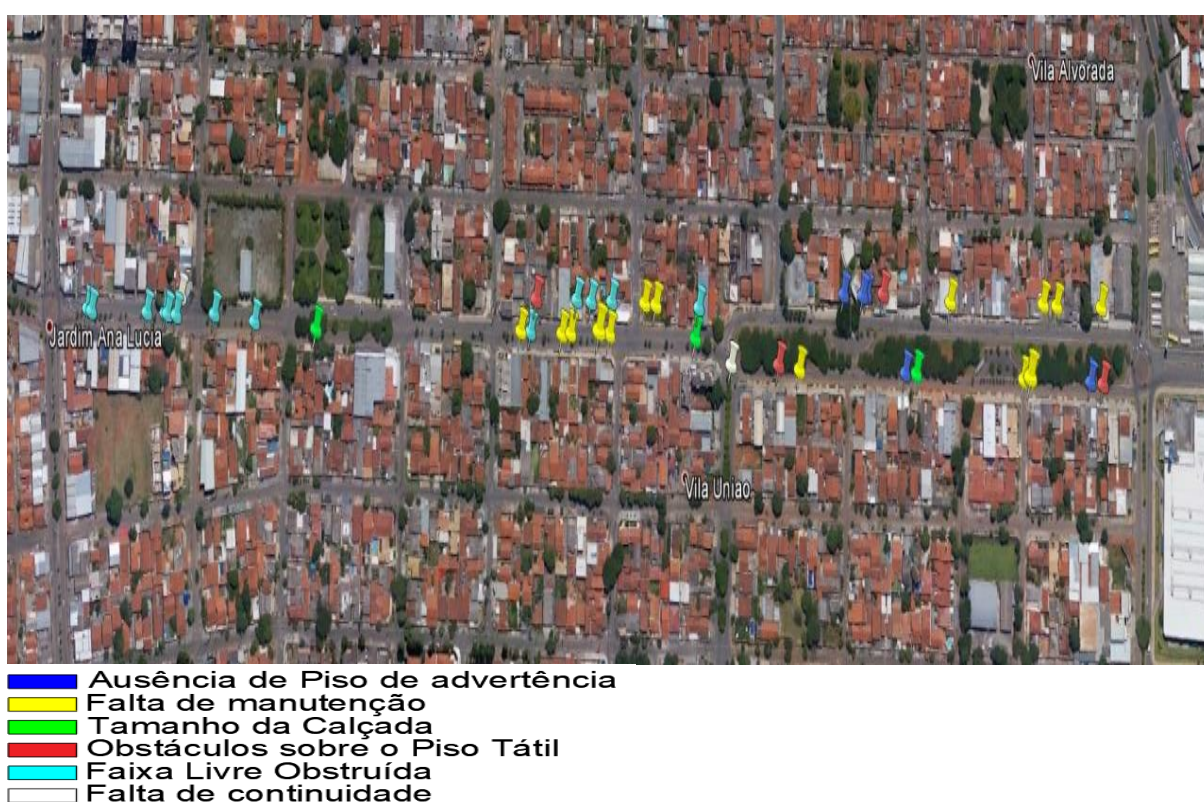 Vila Alvorada
Jardim Ana Lucia
Vila Uniao
Ausência de Piso de advertência
Falta de manutenção
Tamanho da Calçada
Obstáculos sobre o Piso Tátil
Faixa Livre Obstruída
Falta de continuidade